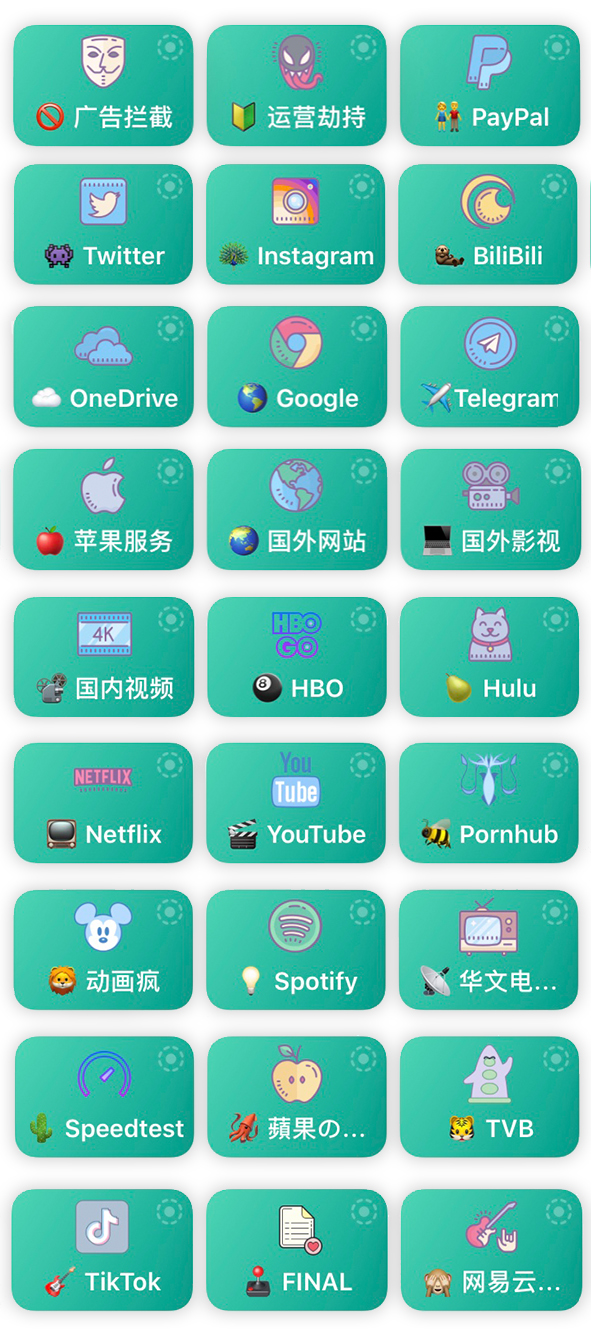 🚫 广告拦截
🔰 运营劫持
👫 PayPal
👾 Twitter
🦚 Instagram
🦦 BiliBili
☁️ OneDrive
🌎 Google
✈️ Telegram
🍎 苹果服务
🌏 国外网站
💻 国外影视
4K
📽 国内视频
HBO
GO
🎱 HBO
🍐 Hulu
NETFLIX
📺 Netflix
You
Tube
🎬 YouTube
🐝 Pornhub
🦁 动画疯
💡 Spotify
📡 华文电...
🌵 Speedtest
🦑 蘋果の...
🐯 TVB
🎸 TikTok
🕹 FINAL
🙈 网易云...